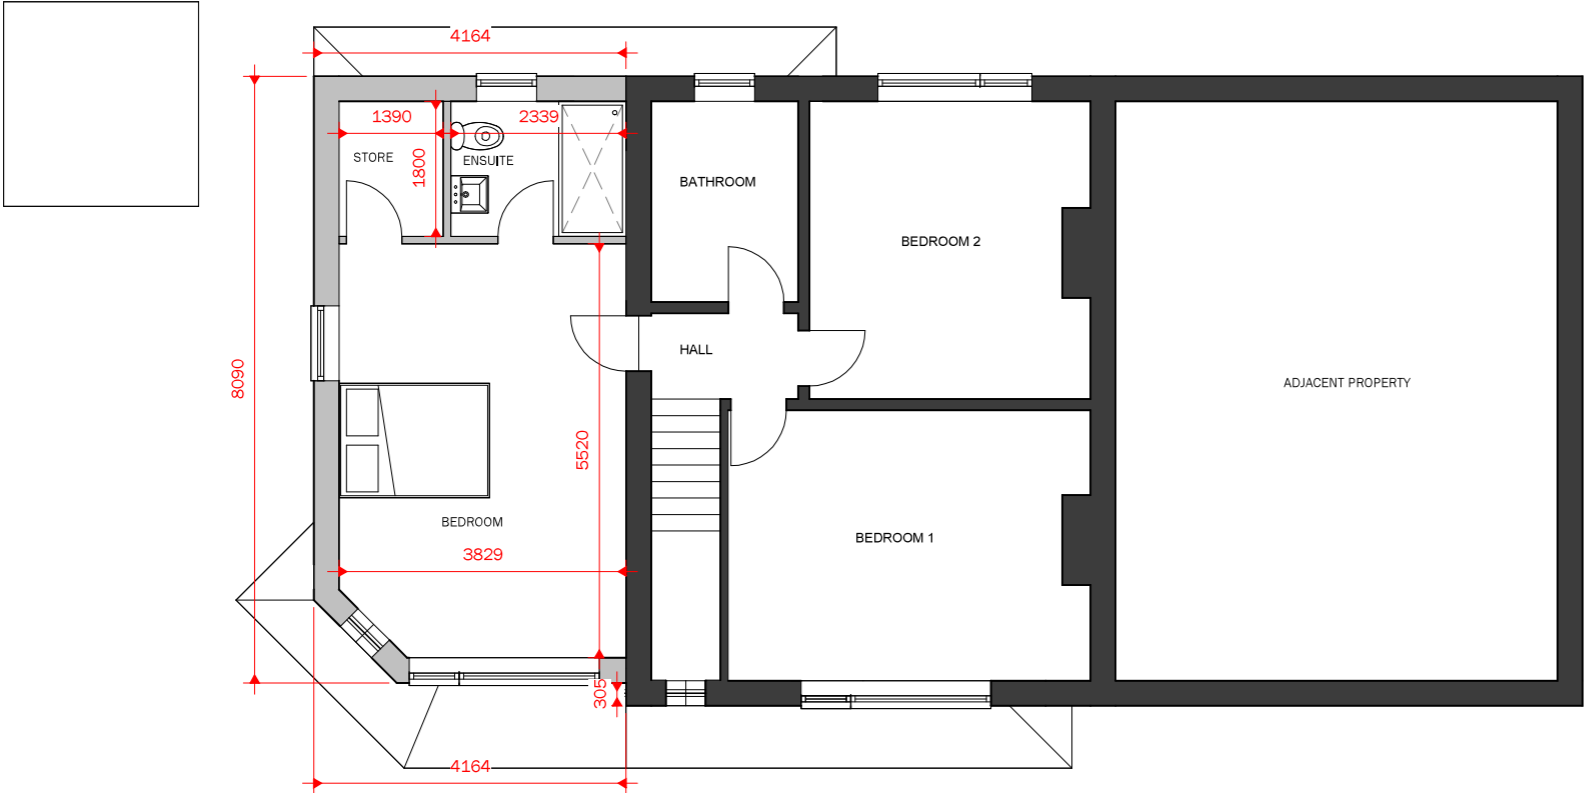 4164
1390
2339
STORE
1800
ENSUITE
BATHROOM
BEDROOM 2
HALL
8090
ADJACENT PROPERTY
5520
BEDROOM
3829
BEDROOM 1
305
4164